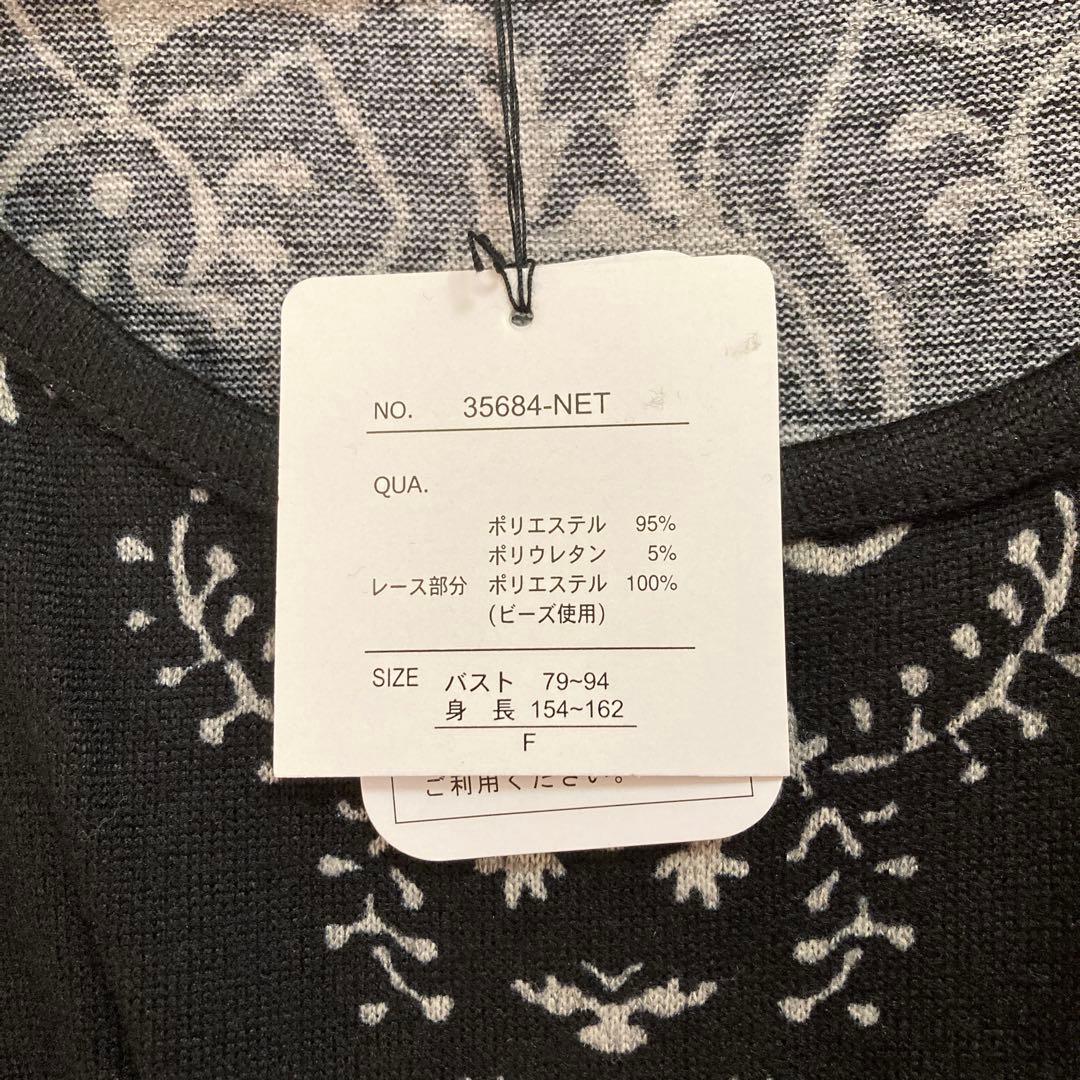 NO. 35684-NET
QUA.
ポリエステル 95%
ポリウレタン 5%
レース部分 ポリエステル 100%
(ビーズ使用)
SIZE バスト 79~94
身 長 154~162
F
ご利用ください。